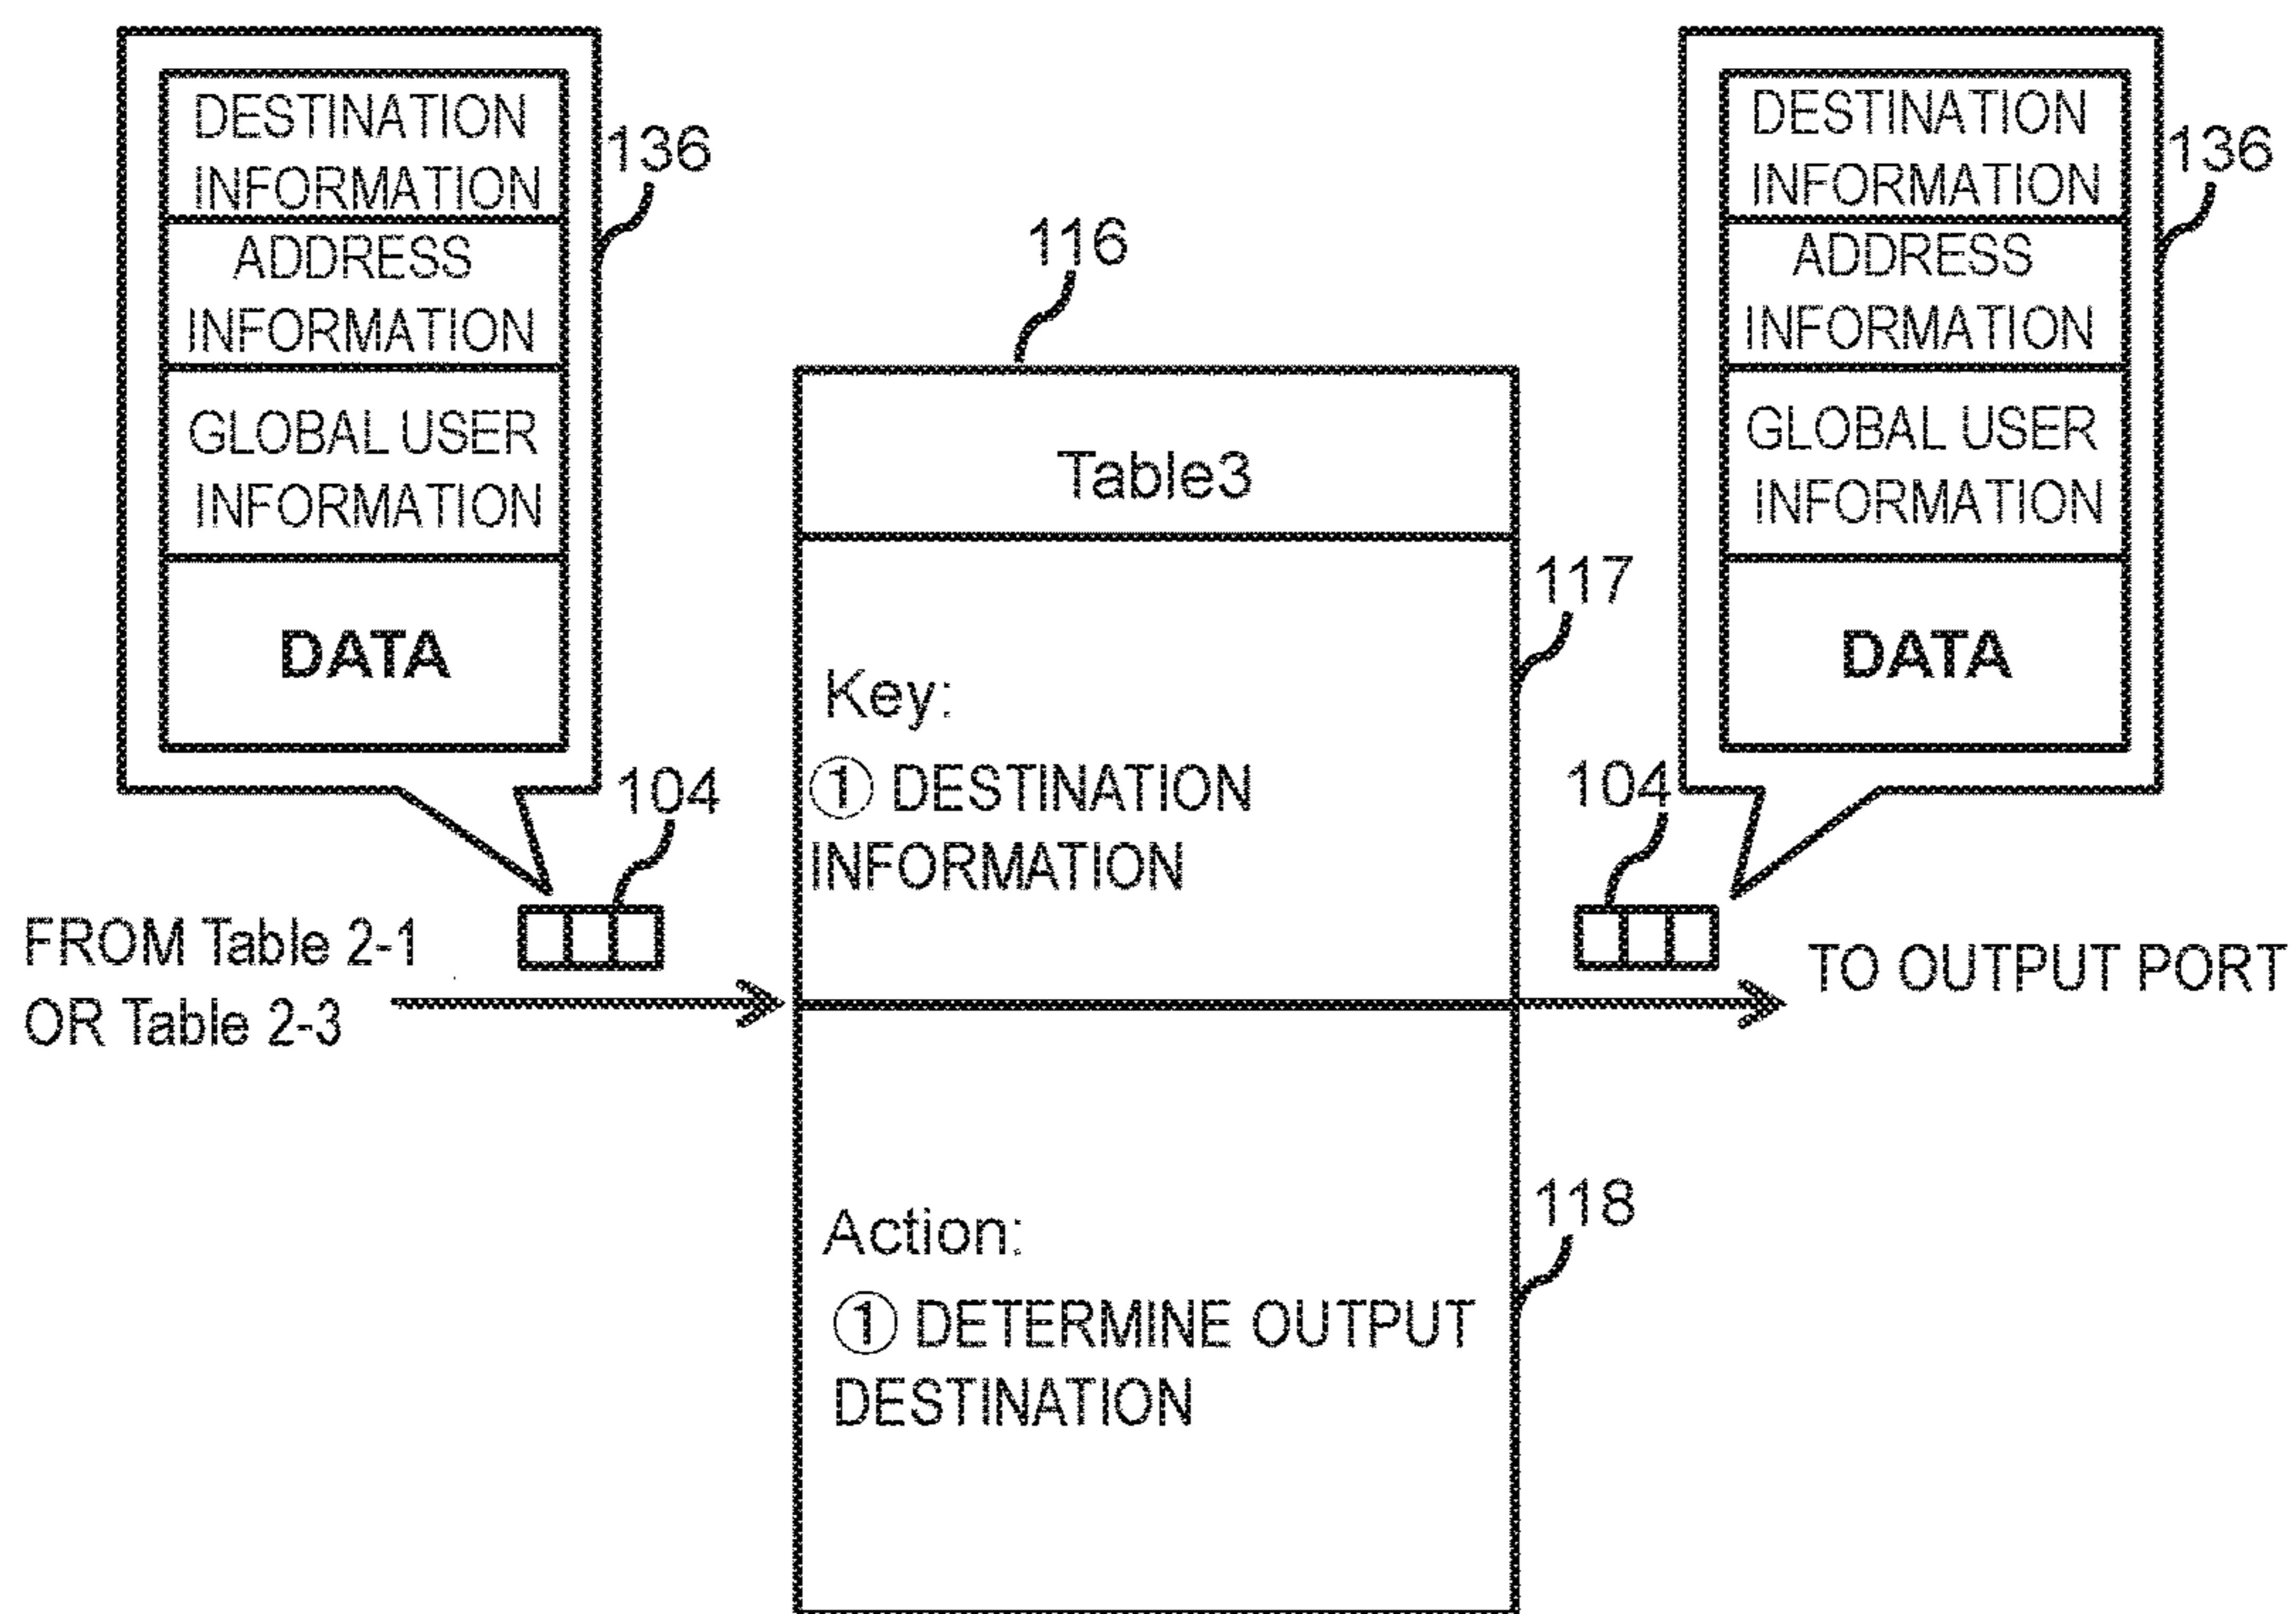 DESTINATION
INFORMATION
ADDRESS
INFORMATION
GLOBAL USER
INFORMATION
DATA
136
104
FROM Table 2-1
OR Table 2-3
116
Table3
117
Key:
① DESTINATION
INFORMATION
Action:
① DETERMINE OUTPUT
DESTINATION
118
DESTINATION
INFORMATION
ADDRESS
INFORMATION
GLOBAL USER
INFORMATION
DATA
136
104
TO OUTPUT PORT